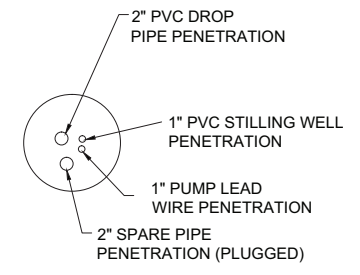 2" PVC DROP
PIPE PENETRATION
1" PVC STILLING WELL
PENETRATION
1" PUMP LEAD
WIRE PENETRATION
2" SPARE PIPE
PENETRATION (PLUGGED)